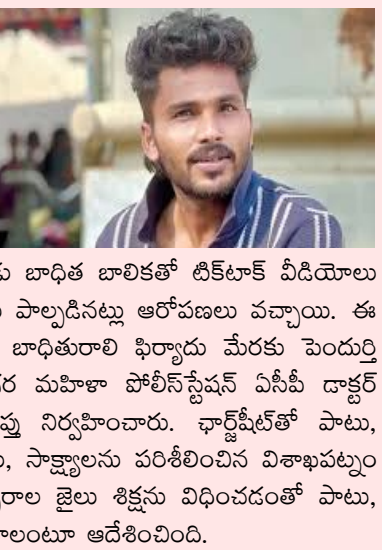 బాధిత బాలికతో టిక్‌టాక్ వీడియోలు
పాల్పడినట్లు ఆరోపణలు వచ్చాయి. ఈ
బాధితురాలి ఫిర్యాదు మేరకు పెందుర్తి
మహిళా పోలీస్‌స్టేషన్ ఏసీపీ డాక్టర్
నిర్వహించారు. ఛార్జ్‌షీట్‌తో పాటు,
సాక్ష్యాలను పరిశీలించిన విశాఖపట్నం
జైలు శిక్షను విధించడంతో పాటు,
ఆదేశించింది.